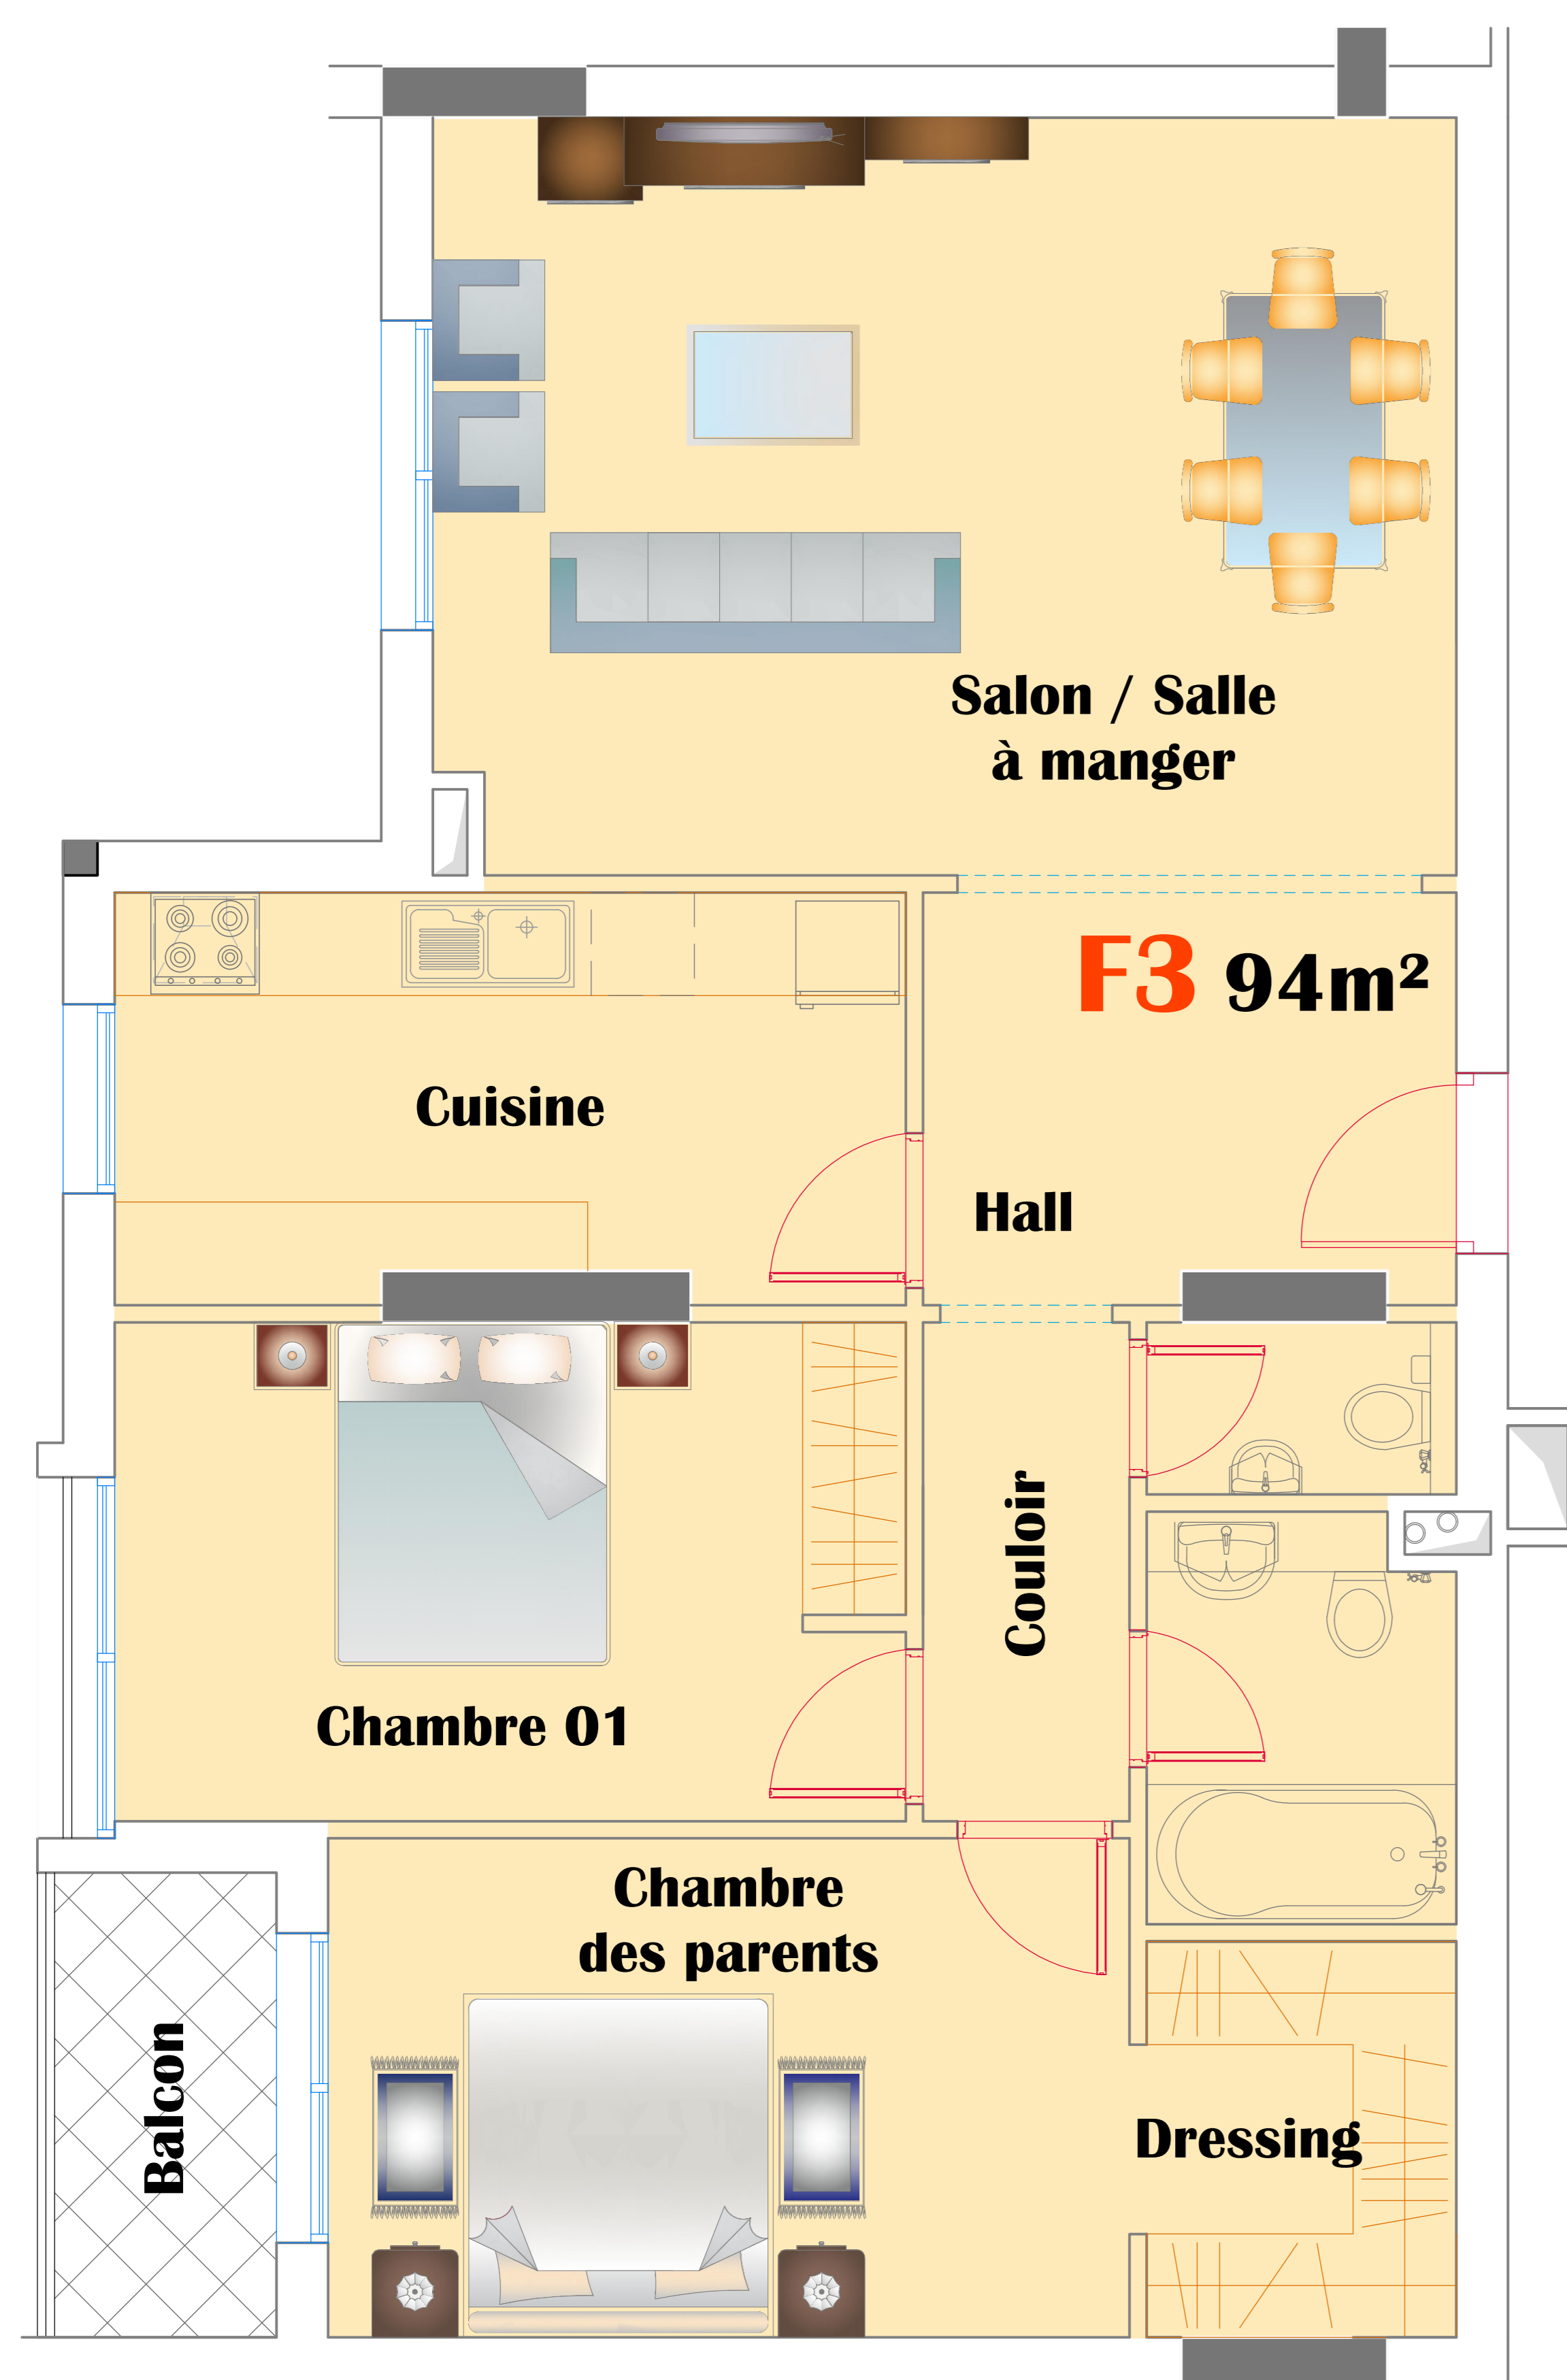 Salon / Salle
à manger
F3 94m²
Cuisine
Hall
Couloir
Chambre 01
Chambre
des parents
Balcon
Dressing